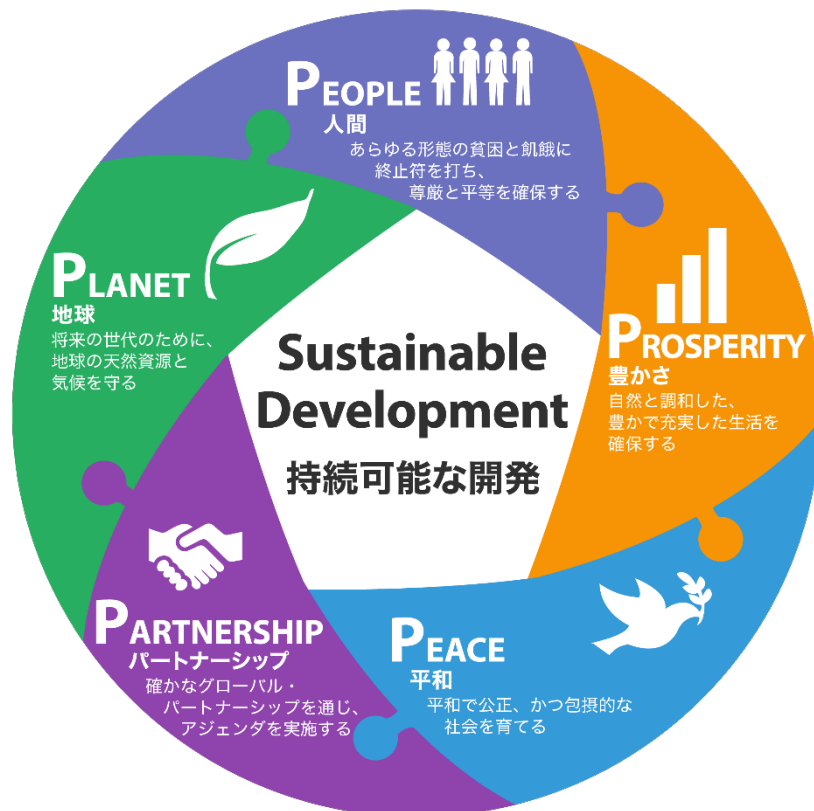 PEOPLE
人間
あらゆる形態の貧困と飢餓に
終止符を打ち、
尊厳と平等を確保する
PROSPERITY
豊かさ
自然と調和した、
豊かで充実した生活を
確保する
PEACE
平和
平和で公正、かつ包摂的な
社会を育てる
PARTNERSHIP
パートナーシップ
確かなグローバル・
パートナーシップを通じ、
アジェンダを実施する
PLANET
地球
将来の世代のために、
地球の天然資源と
気候を守る
Sustainable
Development
持続可能な開発